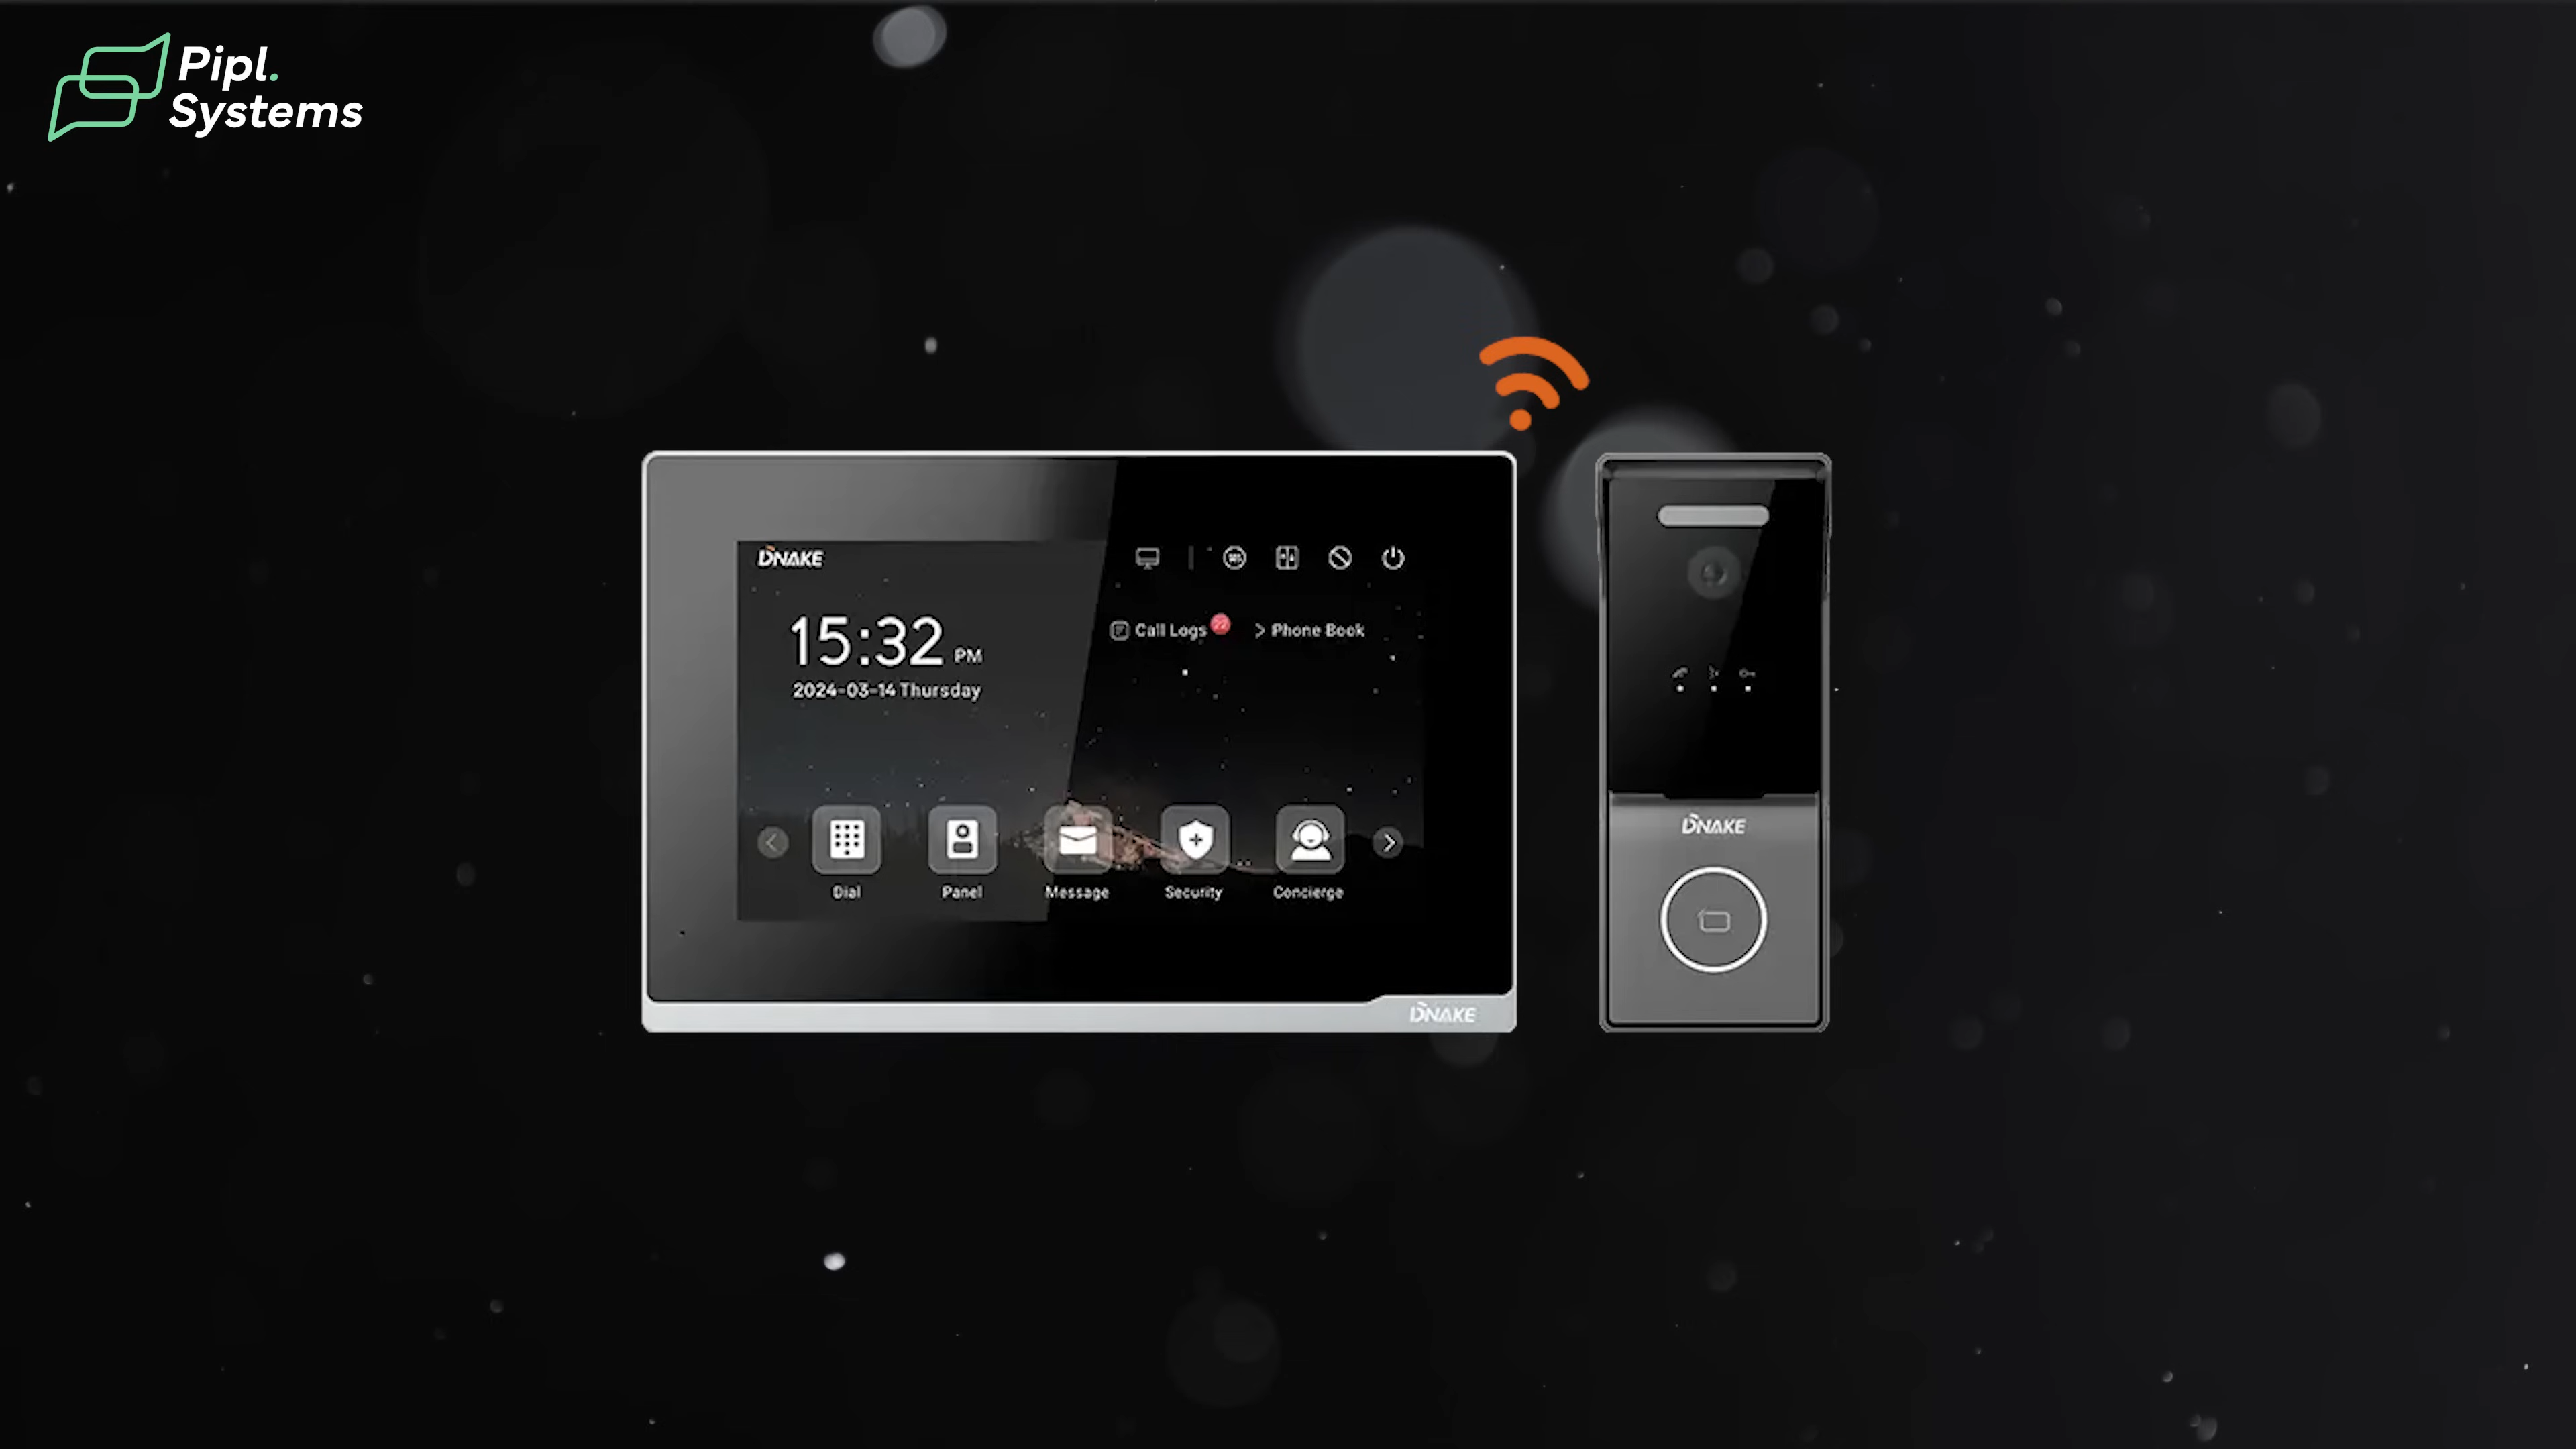 Pipl.
Systems
DNAKE
15:32 PM
2024-03-14 Thursday
Call Logs 22
Phone Book
Dial
Panel
Message
Security
Concierge
DNAKE
DNAKE